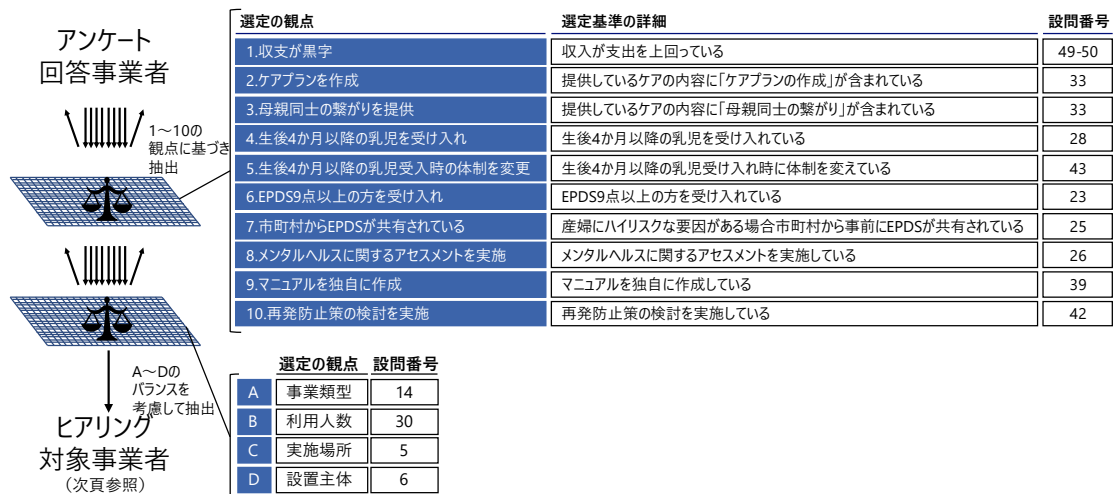 アンケート
回答事業者
1～10の
観点に基づき
抽出
A～Dの
バランスを
考慮して抽出
ヒアリング
対象事業者
（次頁参照）
選定の観点 選定基準の詳細 設問番号
1.収支が黒字 収入が支出を上回っている 49-50
2.ケアプランを作成 提供しているケアの内容に「ケアプランの作成」が含まれている 33
3.母親同士の繋がりを提供 提供しているケアの内容に「母親同士の繋がり」が含まれている 33
4.生後4か月以降の乳児を受け入れ 生後4か月以降の乳児を受け入れている 28
5.生後4か月以降の乳児受入時の体制を変更 生後4か月以降の乳児受け入れ時に体制を変えている 43
6.EPDS9点以上の方を受け入れ EPDS9点以上の方を受け入れている 23
7.市町村からEPDSが共有されている 産婦にハイリスクな要因がある場合市町村から事前にEPDSが共有されている 25
8.メンタルヘルスに関するアセスメントを実施 メンタルヘルスに関するアセスメントを実施している 26
9.マニュアルを独自に作成 マニュアルを独自に作成している 39
10.再発防止策の検討を実施 再発防止策の検討を実施している 42
選定の観点 設問番号
A 事業類型 14
B 利用人数 30
C 実施場所 5
D 設置主体 6